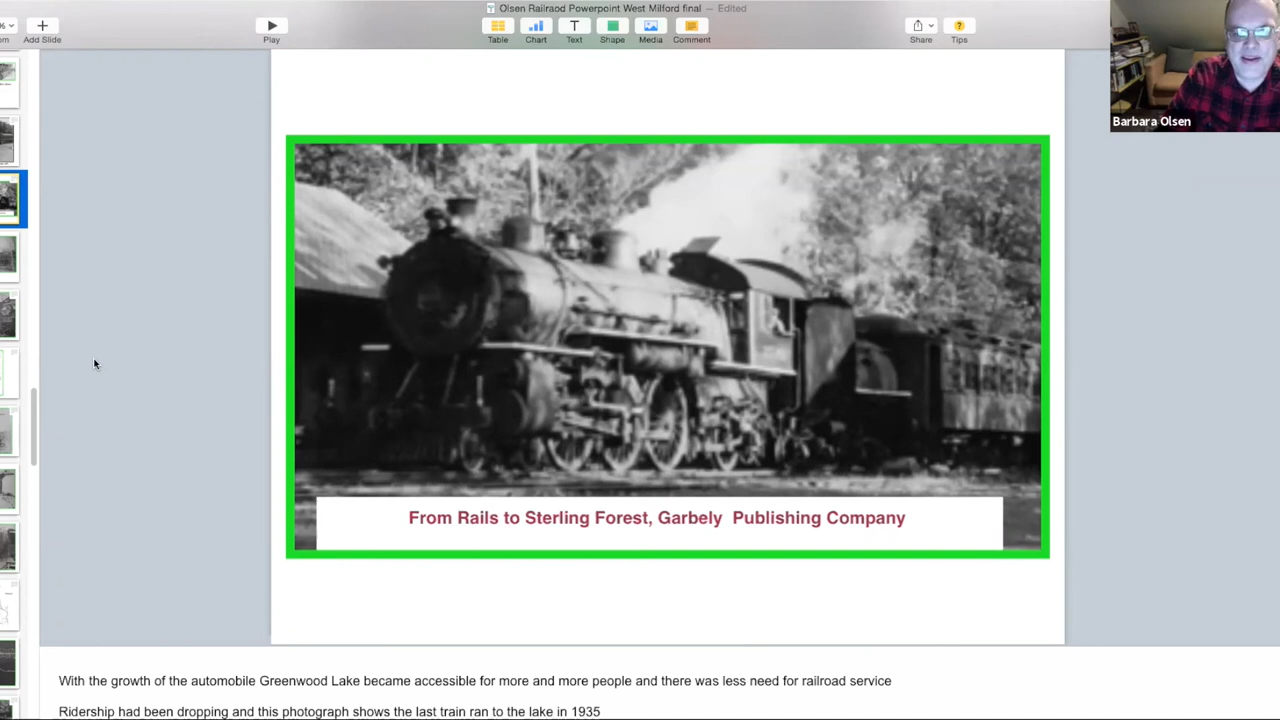 Olsen Railraod Powerpoint West Milford final — Edited
%
om
Add Slide
Play
Table
Chart
Text
Shape
Media
Comment
Share
Tips
Barbara Olsen
From Rails to Sterling Forest, Garbely Publishing Company
With the growth of the automobile Greenwood Lake became accessible for more and more people and there was less need for railroad service
Ridership had been dropping and this photograph shows the last train ran to the lake in 1935